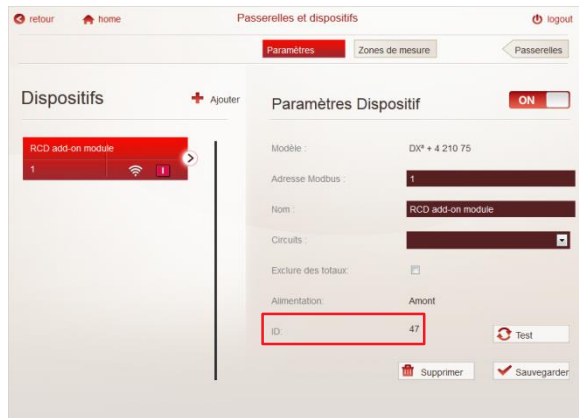 retour home Passerelles et dispositifs logout
Paramètres Zones de mesure Passerelles
Dispositifs Ajouter Paramètres Dispositif ON
RCD add-on module
1
Modèle : DX³ + 4 210 75
Adresse Modbus : 1
Nom : RCD add-on module
Circuits :
Exclure des totaux:
Alimentation: Amont
ID: 47
Test
Supprimer Sauvegarder